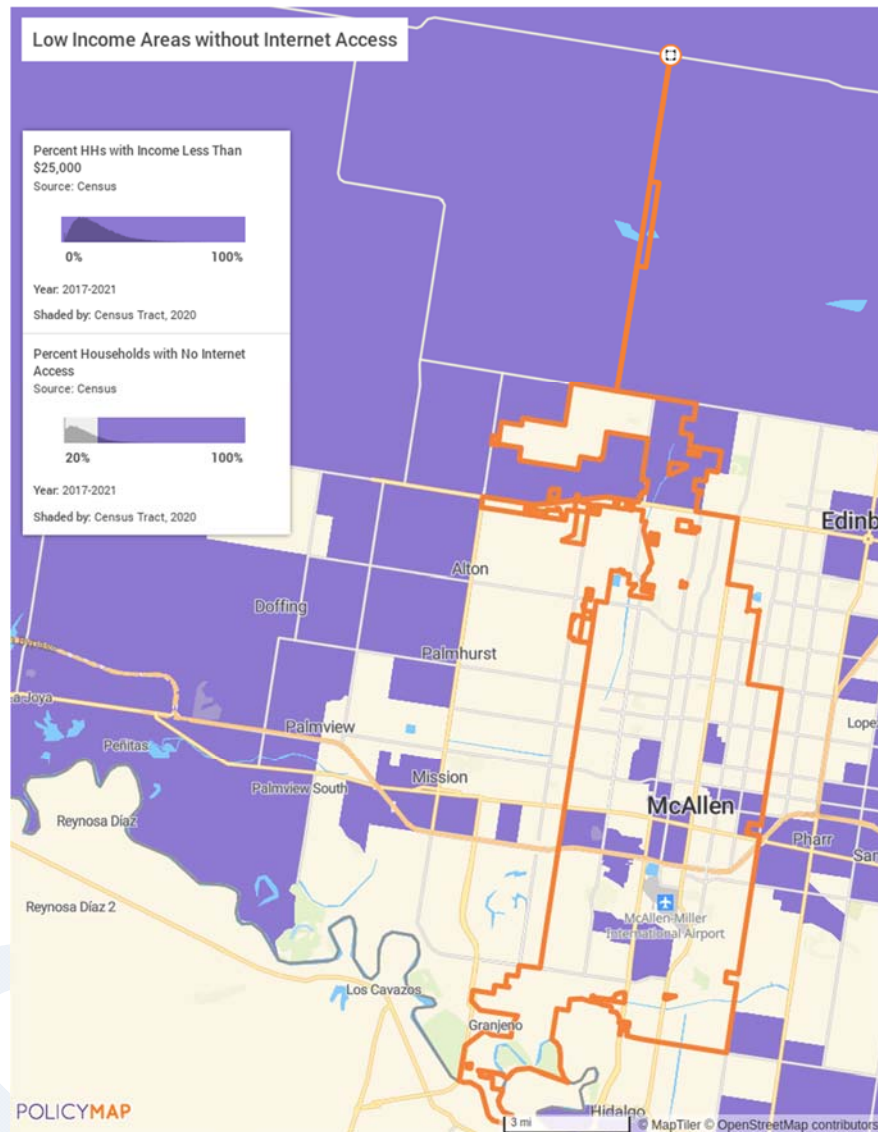 Low Income Areas without Internet Access
Percent HHs with Income Less Than
$25,000
Source: Census
0% 100%
Year: 2017-2021
Shaded by: Census Tract, 2020
Percent Households with No Internet
Access
Source: Census
20% 100%
Year: 2017-2021
Shaded by: Census Tract, 2020
Edinb
Alton
Doffing
Palmhurst
a Joya
Lope
Palmview
Peñitas
Mission
Palmview South
McAllen
Reynosa Díaz
Pharr
San
Reynosa Díaz 2
McAllen-Miller
International Airport
Los Cavazos
Granjeno
Hidalgo
POLICYMAP
3 mi
© MapTiler © OpenStreetMap contributors